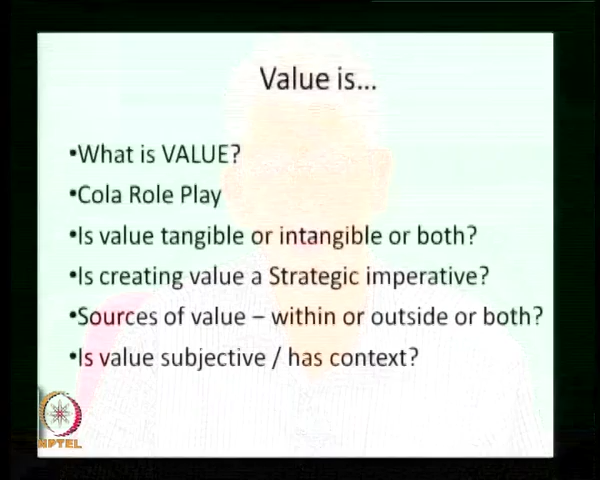 Value is...
•What is VALUE?
•Cola Role Play
•Is value tangible or intangible or both?
•Is creating value a Strategic imperative?
•Sources of value – within or outside or both?
•Is value subjective / has context?
NPTEL